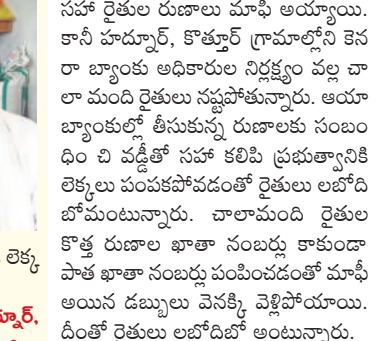 సహా రైతుల రుణాలు మాఫీ అయ్యాయి.
కానీ హద్నూర్, కొత్తూర్ గ్రామాల్లోని కెన
రా బ్యాంకు అధికారుల నిర్లక్ష్యం వల్ల చా
లా మంది రైతులు నష్టపోతున్నారు. ఆయా
బ్యాంకుల్లో తీసుకున్న రుణాలకు సంబం
ధిం చి వడ్డీతో సహా కలిపి ప్రభుత్వానికి
లెక్కలు పంపకపోవడంతో రైతులు లబోది
బోమంటున్నారు. చాలామంది రైతుల
కొత్త రుణాల ఖాతా నంబర్లు కాకుండా
పాత ఖాతా నంబర్లు పంపించడంతో మాఫీ
అయిన డబ్బులు వెనక్కి వెళ్లిపోయాయి.
దీంతో రైతులు లబోదిబో అంటున్నారు.
లెక్క